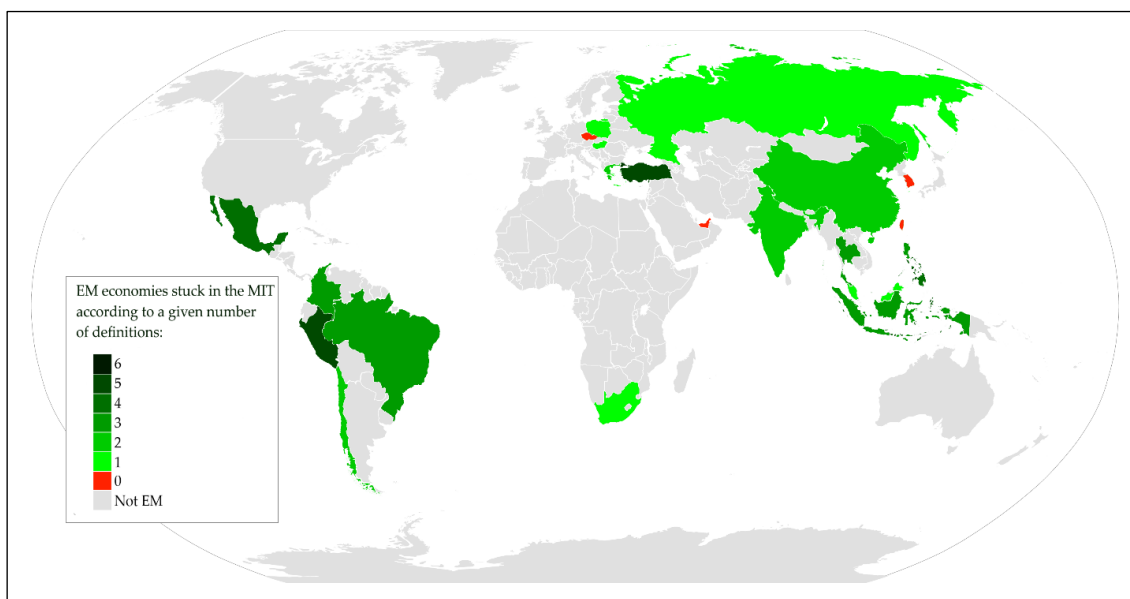 EM economies stuck in the MIT
according to a given number
of definitions:
6
5
4
3
2
1
0
Not EM